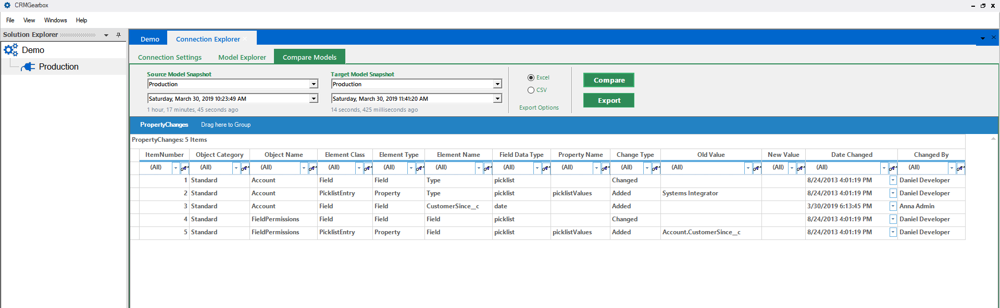 CRMGearbox
File View Windows Help
Solution Explorer
Demo
Production
Demo Connection Explorer
Connection Settings Model Explorer Compare Models
Source Model Snapshot
Production
Saturday, March 30, 2019 10:23:49 AM
1 hour, 17 minutes, 45 seconds ago
Target Model Snapshot
Production
Saturday, March 30, 2019 11:41:20 AM
14 seconds, 425 milliseconds ago
Excel
CSV
Export Options
Compare
Export
PropertyChanges Drag here to Group
PropertyChanges: 5 Items
ItemNumber Object Category Object Name Element Class Element Type Element Name Field Data Type Property Name Change Type Old Value New Value Date Changed Changed By
(All) (All) (All) (All) (All) (All) (All) (All) (All) (All) (All) (All) (All)
1 Standard Account Field Field Type picklist Changed 8/24/2013 4:01:19 PM Daniel Developer
2 Standard Account PicklistEntry Property Type picklist picklistValues Added Systems Integrator 8/24/2013 4:01:19 PM Daniel Developer
3 Standard Account Field Field CustomerSince__c date Added 3/30/2019 6:13:45 PM Anna Admin
4 Standard FieldPermissions Field Field Field picklist Changed 8/24/2013 4:01:19 PM Daniel Developer
5 Standard FieldPermissions PicklistEntry Property Field picklist picklistValues Added Account.CustomerSince__c 8/24/2013 4:01:19 PM Daniel Developer